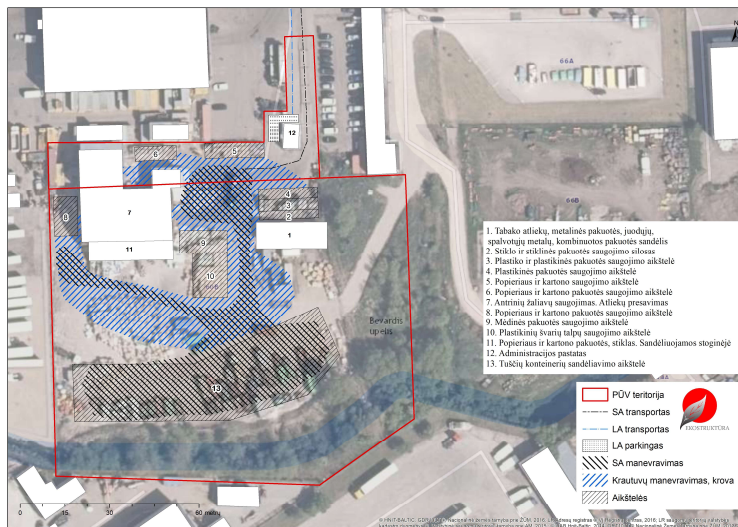 66A
N
12
6
5
66B
4
3
2
8
7
1
9
11
10
66B
Bevardis
upelis
13
1. Tabako atliekų, metalinės pakuotės, juodųjų,
spalvotųjų metalų, kombinuotos pakuotės sandėlis
2. Stiklo ir stiklinės pakuotės saugojimo silosas
3. Plastiko ir plastikinės pakuotės saugojimo aikštelė
4. Plastikinės pakuotės saugojimo aikštelė
5. Popieriaus ir kartono saugojimo aikštelė
6. Popieriaus ir kartono pakuotės saugojimo aikštelė
7. Antrinių žaliavų saugojimas. Atliekų presavimas
8. Popieriaus ir kartono pakuotės saugojimo aikštelė
9. Medinės pakuotės saugojimo aikštelė
10. Plastikinių švarių talpų saugojimo aikštelė
11. Popieriaus ir kartono pakuotės, stiklas. Sandėliuojamos stoginėje
12. Administracijos pastatas
13. Tuščių konteinerių sandėliavimo aikštelė
PŪV teritorija
SA transportas
LA transportas
LA parkingas
SA manevravimas
Krautuvų manevravimas, krova
Aikštelės
EKOSTRUKTŪRA
0 15 30 60 metrų